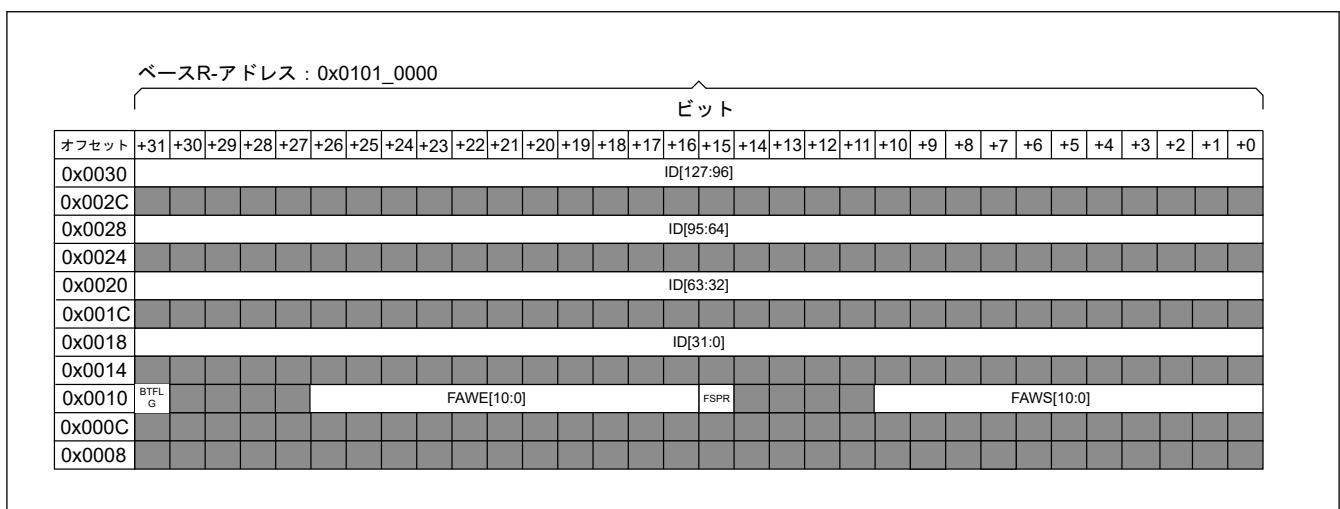 ベースR-アドレス：0x0101_0000
ビット
オフセット +31 +30 +29 +28 +27 +26 +25 +24 +23 +22 +21 +20 +19 +18 +17 +16 +15 +14 +13 +12 +11 +10 +9 +8 +7 +6 +5 +4 +3 +2 +1 +0
0x0030 ID[127:96]
0x002C
0x0028 ID[95:64]
0x0024
0x0020 ID[63:32]
0x001C
0x0018 ID[31:0]
0x0014
0x0010 BTFLG FAWE[10:0] FSPR FAWS[10:0]
0x000C
0x0008